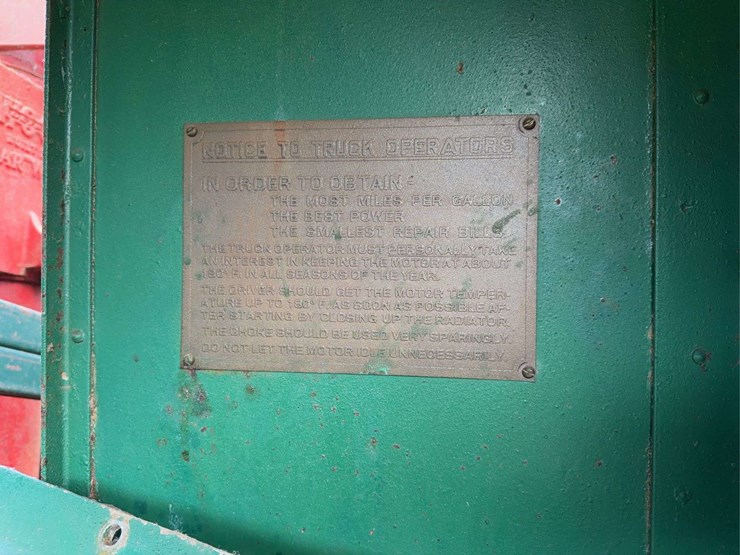 NOTICE TO TRUCK OPERATORS
IN ORDER TO OBTAIN -
THE MOST MILES PER GALLON
THE BEST POWER
THE SMALLEST REPAIR BILLS.
THE TRUCK OPERATOR MUST PERSONALLY TAKE
AN INTEREST IN KEEPING THE MOTOR AT ABOUT
180° F. IN ALL SEASONS OF THE YEAR.
THE DRIVER SHOULD GET THE MOTOR TEMPER-
ATURE UP TO 180° F. AS SOON AS POSSIBLE AF-
TER STARTING BY CLOSING UP THE RADIATOR.
THE CHOKE SHOULD BE USED VERY SPARINGLY.
DO NOT LET THE MOTOR IDLE UNNECESSARILY.